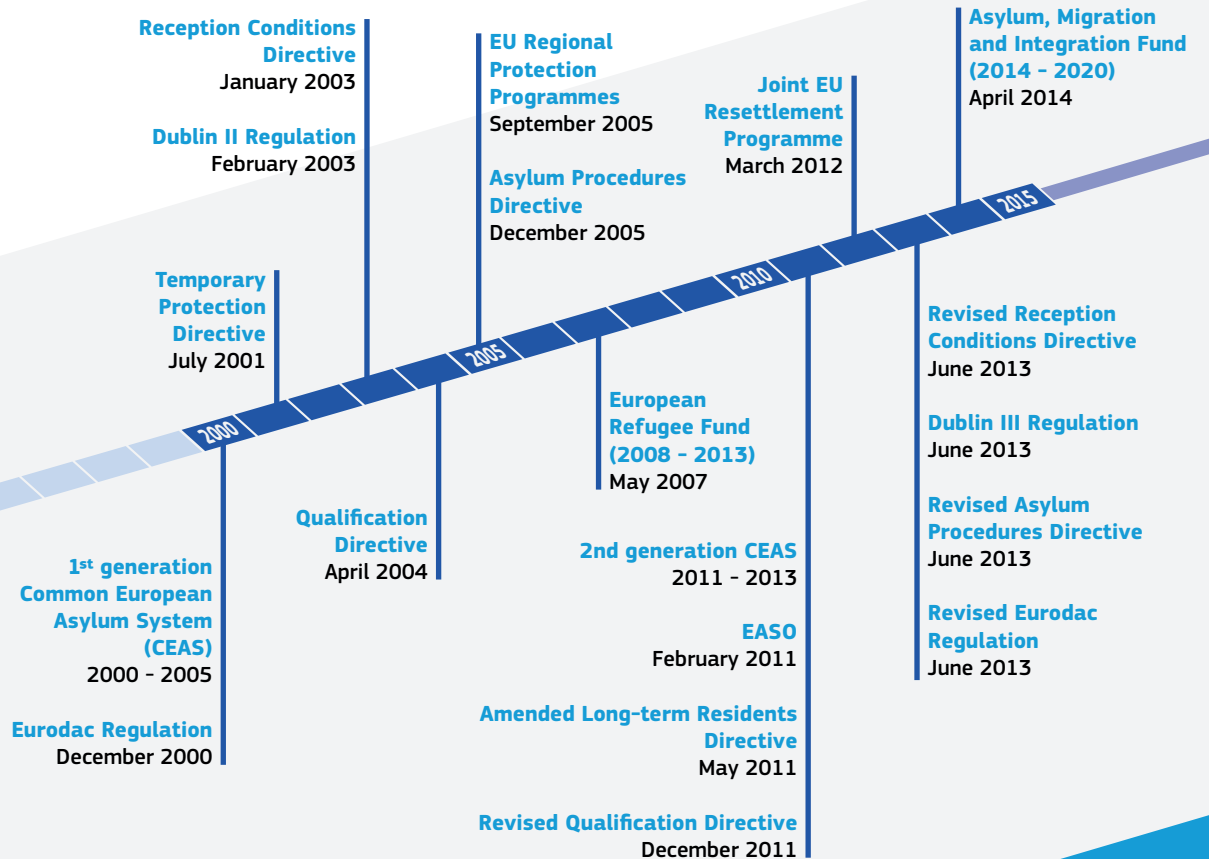 Reception Conditions
Directive
January 2003
Dublin II Regulation
February 2003
EU Regional
Protection
Programmes
September 2005
Asylum Procedures
Directive
December 2005
Joint EU
Resettlement
Programme
March 2012
Asylum, Migration
and Integration Fund
(2014 - 2020)
April 2014
Temporary
Protection
Directive
July 2001
2000
2005
2010
2015
1st generation
Common European
Asylum System
(CEAS)
2000 - 2005
Eurodac Regulation
December 2000
Qualification
Directive
April 2004
European
Refugee Fund
(2008 - 2013)
May 2007
2nd generation CEAS
2011 - 2013
EASO
February 2011
Amended Long-term Residents
Directive
May 2011
Revised Qualification Directive
December 2011
Revised Reception
Conditions Directive
June 2013
Dublin III Regulation
June 2013
Revised Asylum
Procedures Directive
June 2013
Revised Eurodac
Regulation
June 2013